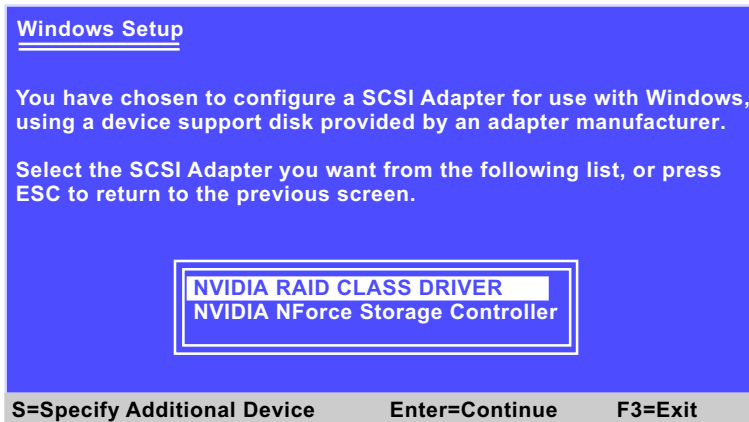 Windows Setup
You have chosen to configure a SCSI Adapter for use with Windows,
using a device support disk provided by an adapter manufacturer.
Select the SCSI Adapter you want from the following list, or press
ESC to return to the previous screen.
NVIDIA RAID CLASS DRIVER
NVIDIA NForce Storage Controller
S=Specify Additional Device Enter=Continue F3=Exit